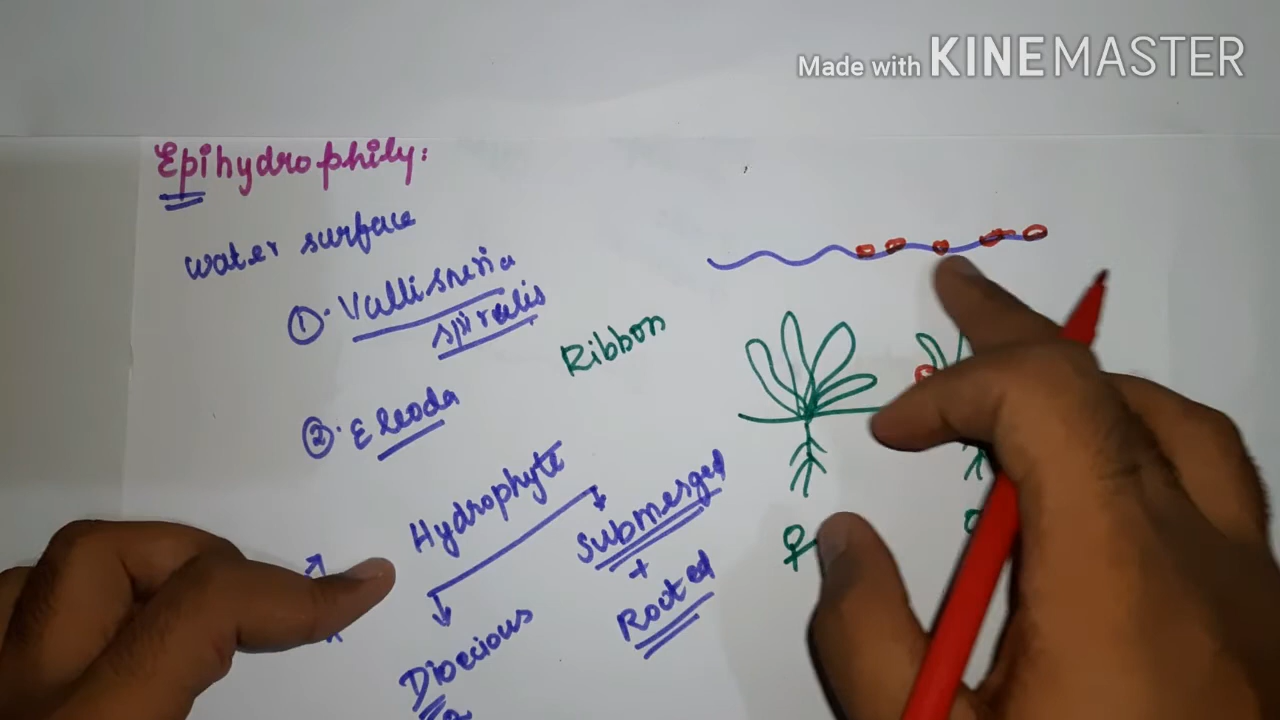 Made with KINEMASTER
Epihydrophily:
water surface
①. Vallisneria
spiralis
Ribbon
②. Eleoda
Hydrophyte
Submerged
+
Rooted
Dioecious
♀